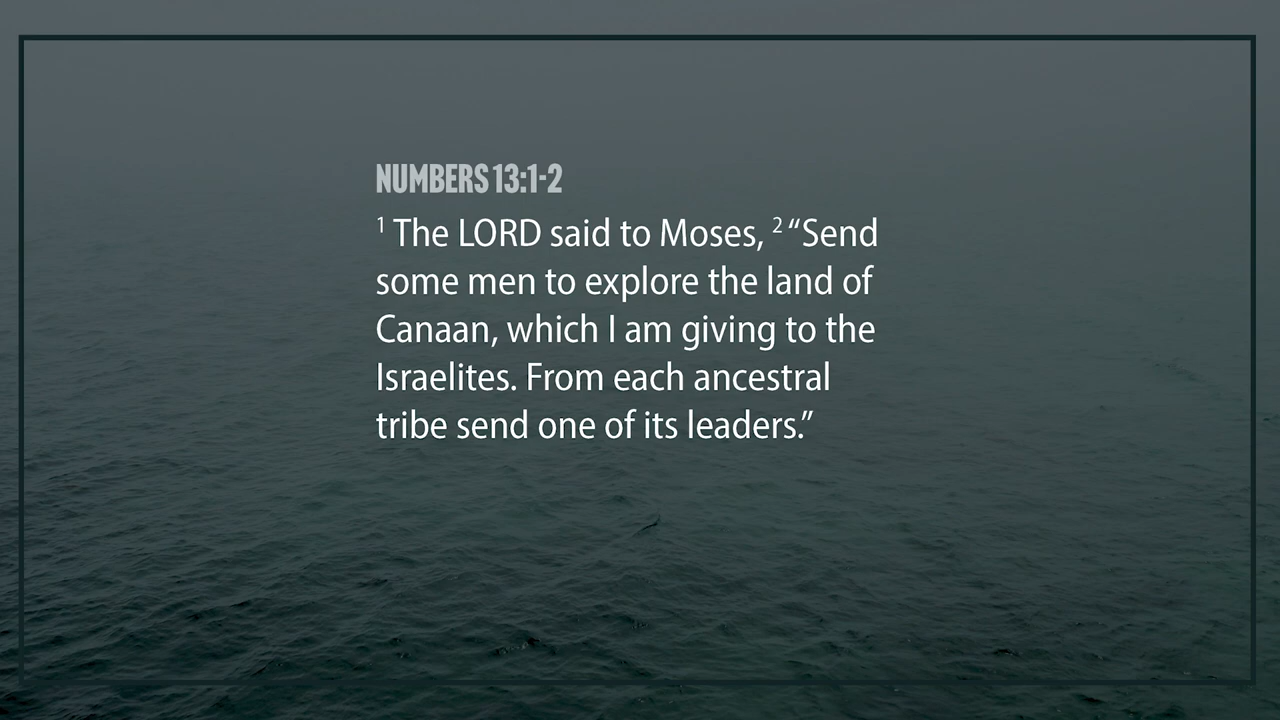 NUMBERS 13:1-2
1 The LORD said to Moses, 2 “Send
some men to explore the land of
Canaan, which I am giving to the
Israelites. From each ancestral
tribe send one of its leaders.”